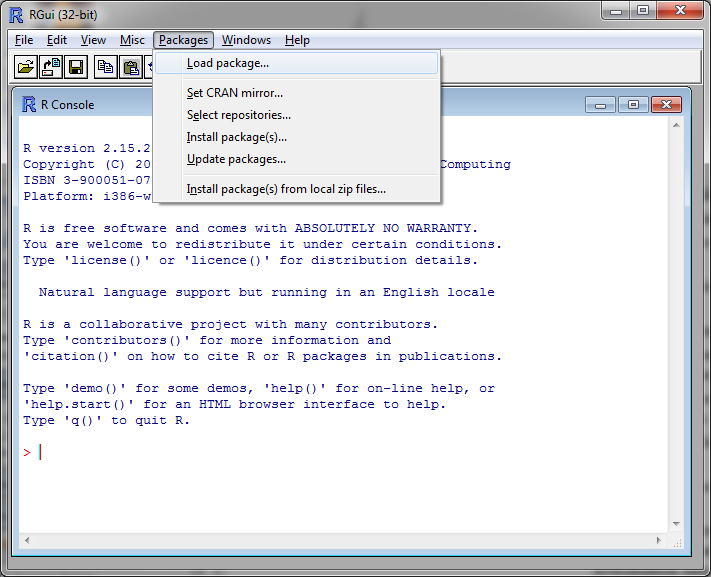 RGui (32-bit)
File Edit View Misc Packages Windows Help
Load package...
Set CRAN mirror...
Select repositories...
Install package(s)...
Update packages...
Install package(s) from local zip files...
R Console
R version 2.15.2
Copyright (C) 20 Computing
ISBN 3-900051-07
Platform: i386-w
R is free software and comes with ABSOLUTELY NO WARRANTY.
You are welcome to redistribute it under certain conditions.
Type 'license()' or 'licence()' for distribution details.
Natural language support but running in an English locale
R is a collaborative project with many contributors.
Type 'contributors()' for more information and
'citation()' on how to cite R or R packages in publications.
Type 'demo()' for some demos, 'help()' for on-line help, or
'help.start()' for an HTML browser interface to help.
Type 'q()' to quit R.
>